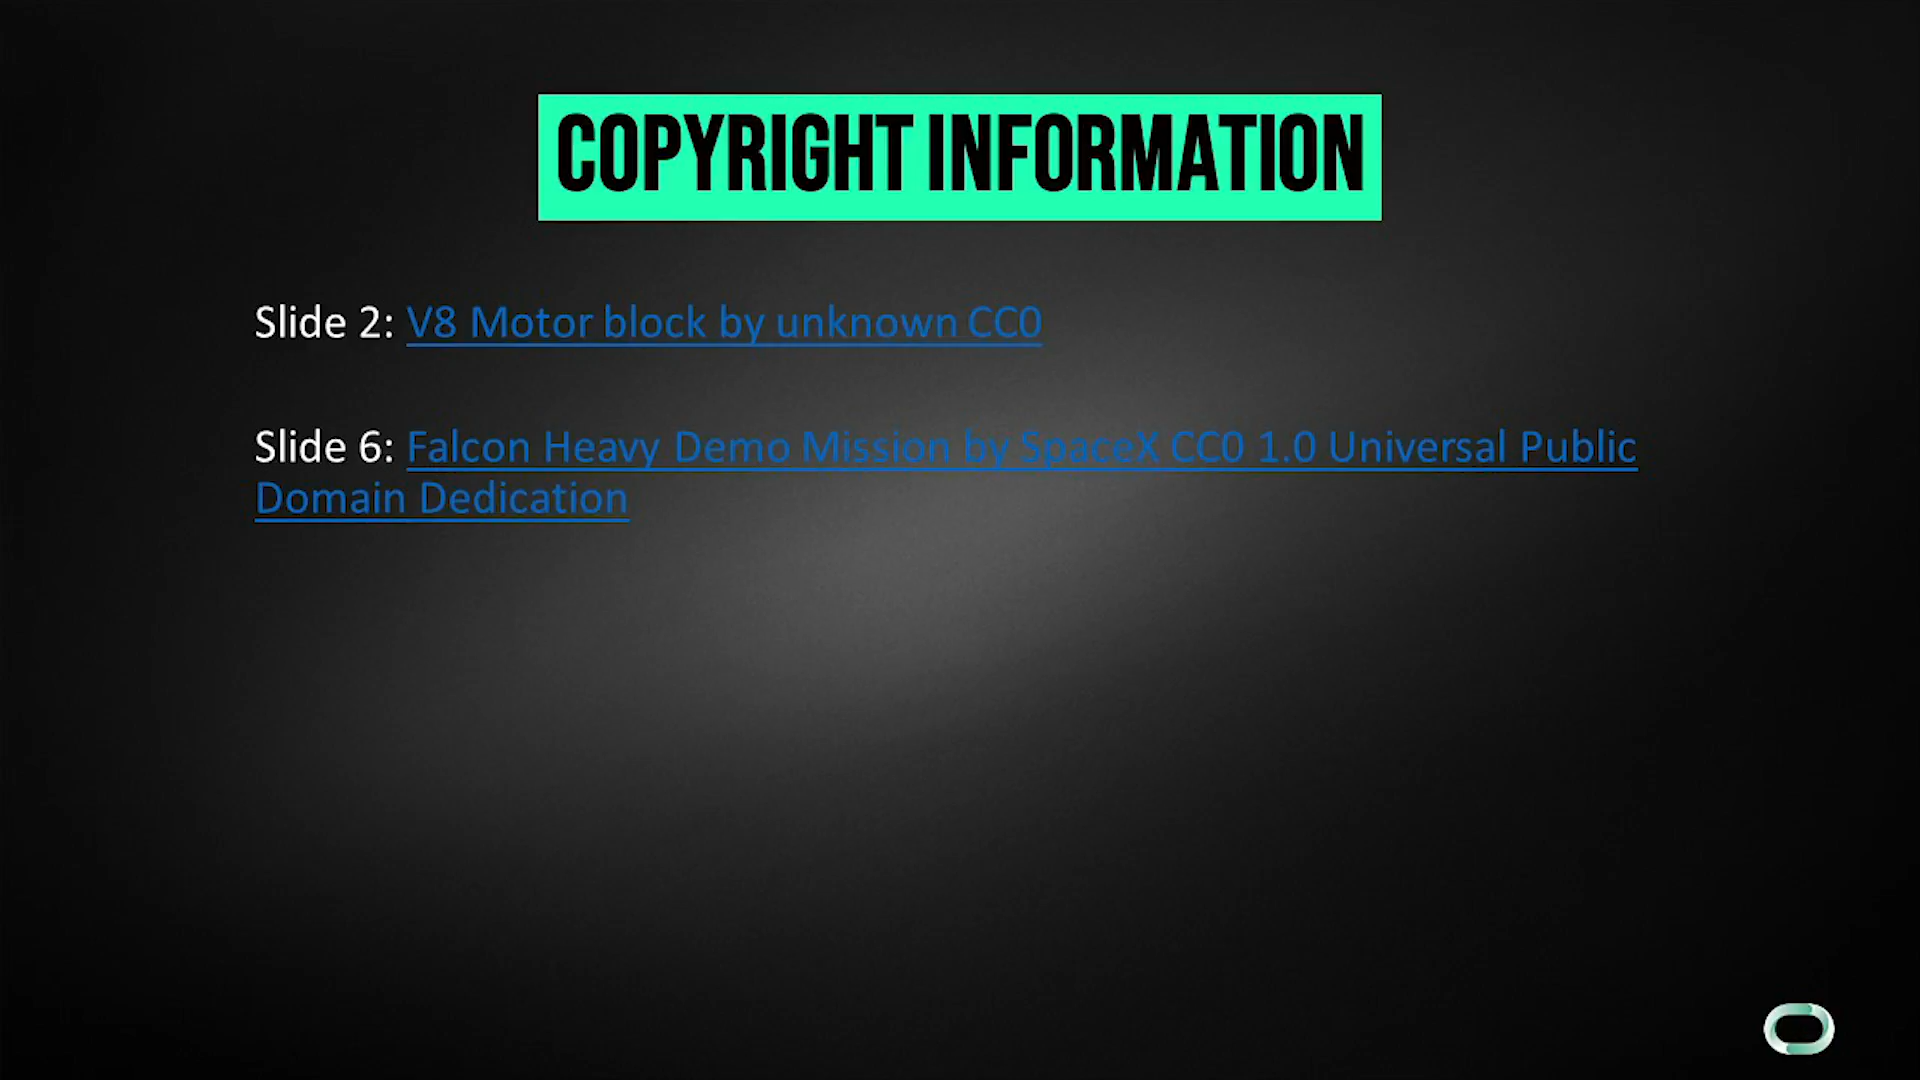 COPYRIGHT INFORMATION
Slide 2: V8 Motor block by unknown CC0
Slide 6: Falcon Heavy Demo Mission by SpaceX CC0 1.0 Universal Public
Domain Dedication